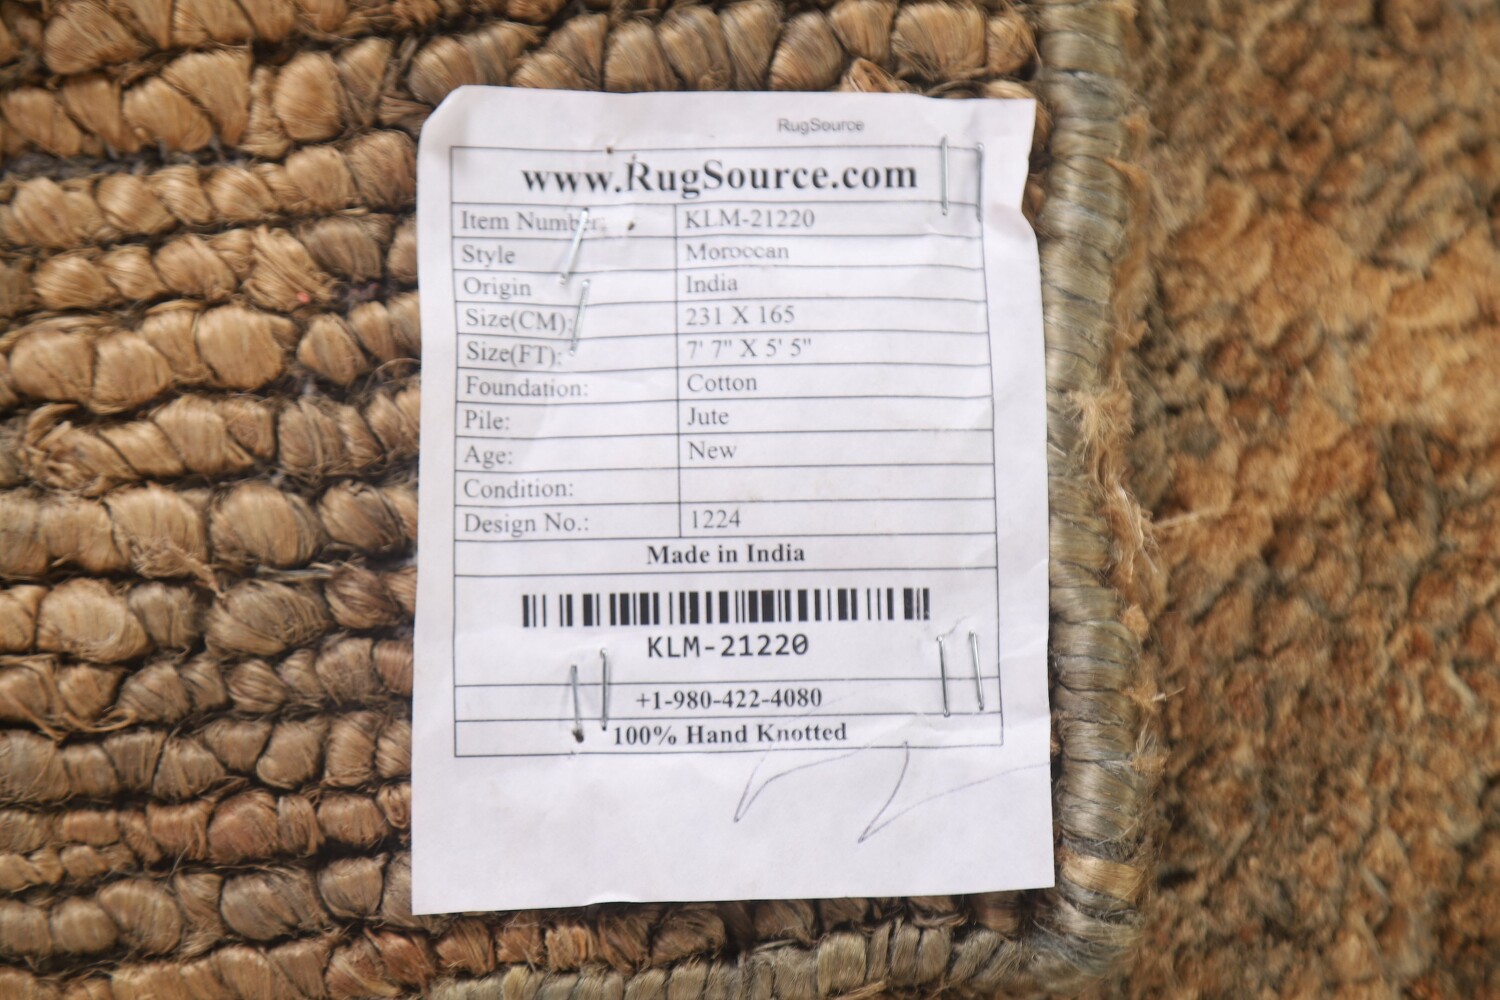 RugSource
www.RugSource.com
Item Number: KLM-21220
Style Moroccan
Origin India
Size(CM): 231 X 165
Size(FT): 7' 7" X 5' 5"
Foundation: Cotton
Pile: Jute
Age: New
Condition:
Design No.: 1224
Made in India
KLM-21220
+1-980-422-4080
100% Hand Knotted